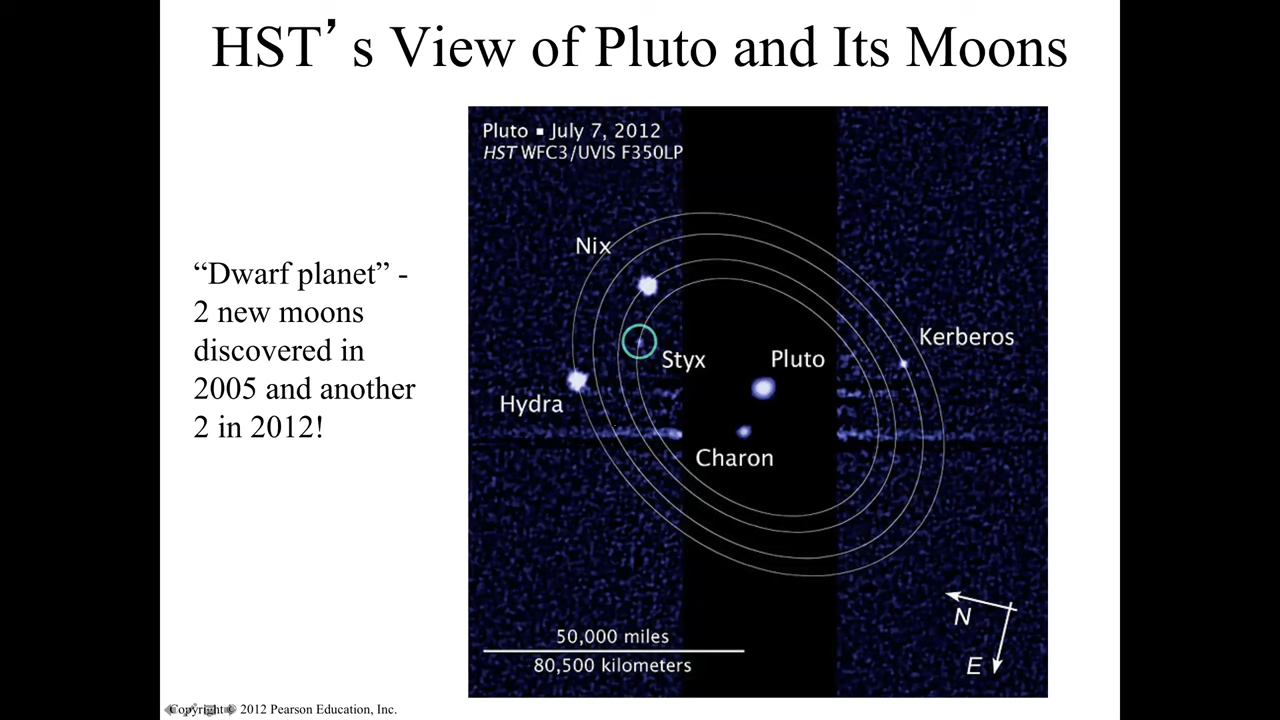 HST’s View of Pluto and Its Moons
Pluto ▪ July 7, 2012
HST WFC3/UVIS F350LP
“Dwarf planet” -
2 new moons
discovered in
2005 and another
2 in 2012!
Nix
Kerberos
Styx
Pluto
Hydra
Charon
50,000 miles
80,500 kilometers
N
E
Copyright © 2012 Pearson Education, Inc.